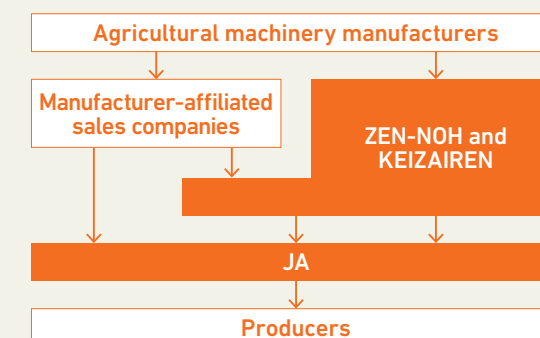 Agricultural machinery manufacturers
Manufacturer-affiliated
sales companies
ZEN-NOH and
KEIZAIREN
JA
Producers